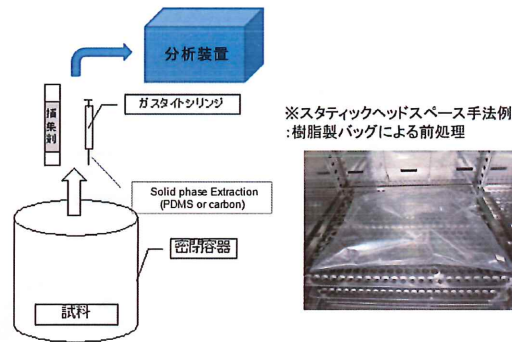 分析装置
捕集剤
ガスタイトシリンジ
Solid phase Extraction
(PDMS or carbon)
密閉容器
試料
※スタティックヘッドスペース手法例
:樹脂製バッグによる前処理